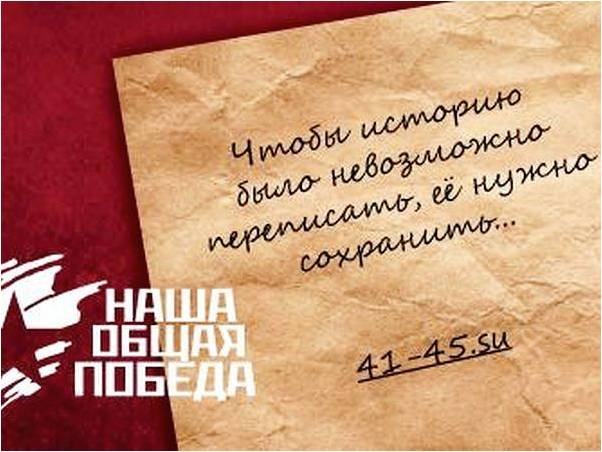 Чтобы историю
было невозможно
переписать, её нужно
сохранить...
41-45.su
НАША
ОБЩАЯ
ПОБЕДА